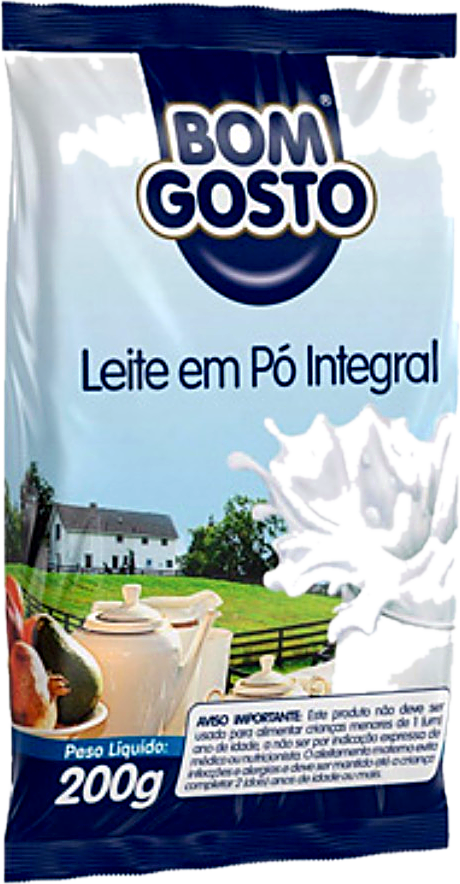 BOM
GOSTO
®
Leite em Pó Integral
AVISO IMPORTANTE: Este produto não deve ser
usado para alimentar crianças menores de 1 (um)
ano de idade, a não ser por indicação expressa de
médico ou nutricionista. O aleitamento materno evita
infecções e alergias e deve ser mantido até a criança
completar 2 (dois) anos de idade ou mais.
Peso Líquido:
200g